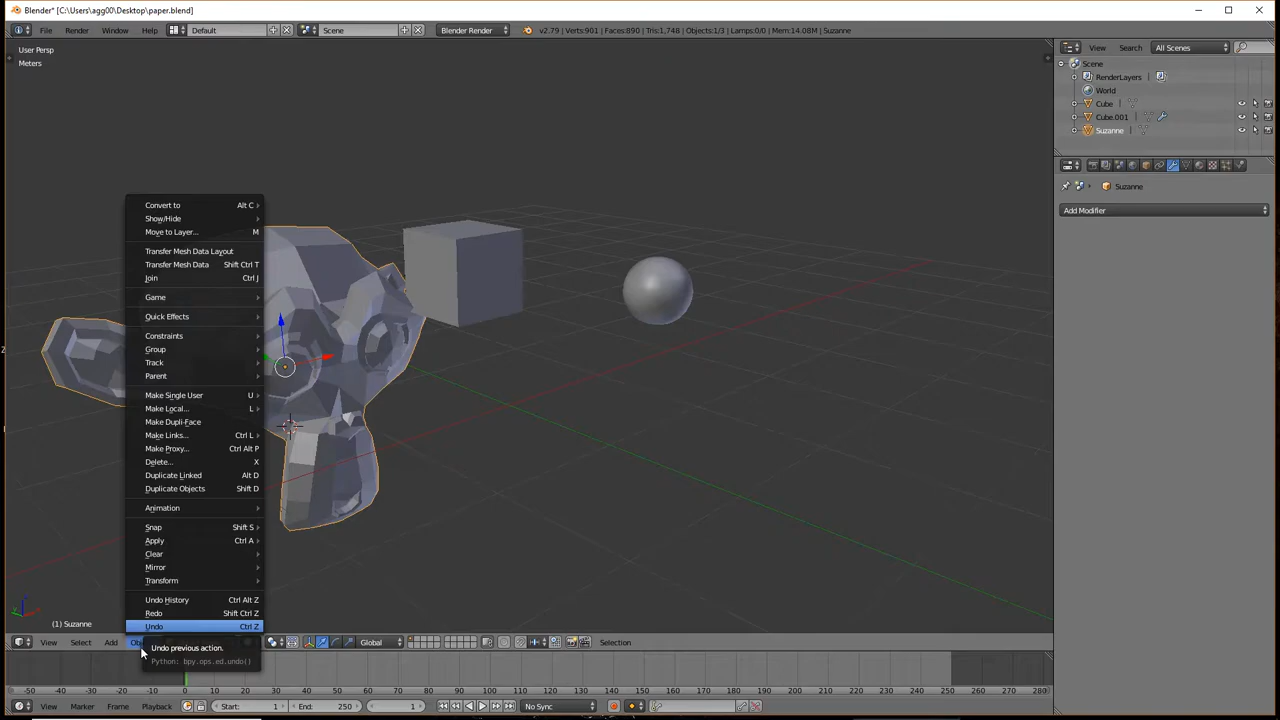 Blender* [C:\Users\agg00\Desktop\paper.blend]
File Render Window Help Default Scene Blender Render v2.79 | Verts:901 | Faces:890 | Tris:1,748 | Objects:1/3 | Lamps:0/0 | Mem:14.08M | Suzanne
User Persp
Meters
View Search All Scenes
Scene
RenderLayers
World
Cube
Cube.001
Suzanne
Suzanne
Add Modifier
Convert to Alt C
Show/Hide
Move to Layer... M
Transfer Mesh Data Layout
Transfer Mesh Data Shift Ctrl T
Join Ctrl J
Game
Quick Effects
Constraints
Group
Track
Parent
Make Single User U
Make Local... L
Make Dupli-Face
Make Links... Ctrl L
Make Proxy... Ctrl Alt P
Delete... X
Duplicate Linked Alt D
Duplicate Objects Shift D
Animation
Snap Shift S
Apply Ctrl A
Clear
Mirror
Transform
Undo History Ctrl Alt Z
Redo Shift Ctrl Z
Undo Ctrl Z
(1) Suzanne
View Select Add Global Selection
Undo previous action.
Python: bpy.ops.ed.undo()
-50 -40 -30 -20 -10 0 10 20 30 40 50 60 70 80 90 100 110 120 130 140 150 160 170 180 190 200 210 220 230 240 250 260 270 280
View Marker Frame Playback Start: 1 End: 250 1 No Sync